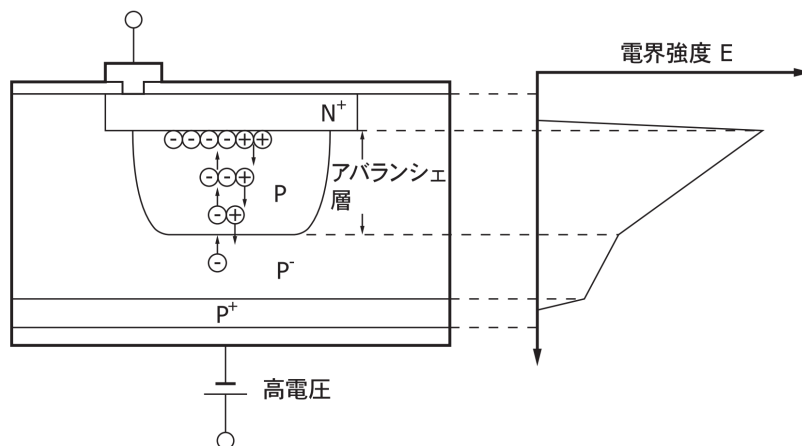 電界強度 E
N⁺
- - - - + +
アバランシェ
層
- - +
P
- +
-
P⁻
P⁺
高電圧